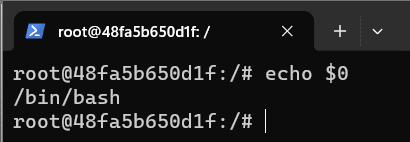 root@48fa5b650d1f: /
root@48fa5b650d1f:/# echo $0
/bin/bash
root@48fa5b650d1f:/#